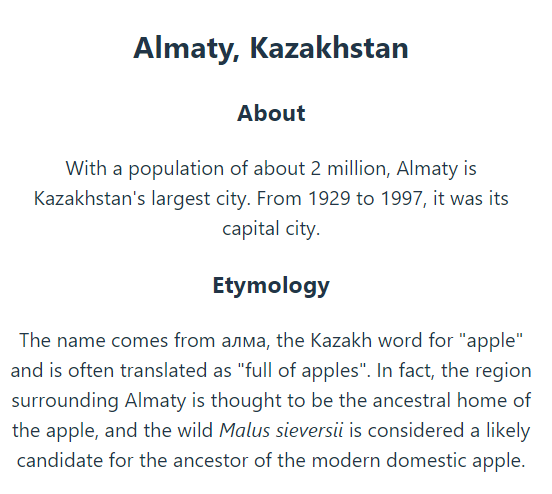 Almaty, Kazakhstan
About
With a population of about 2 million, Almaty is
Kazakhstan's largest city. From 1929 to 1997, it was its
capital city.
Etymology
The name comes from алма, the Kazakh word for "apple"
and is often translated as "full of apples". In fact, the region
surrounding Almaty is thought to be the ancestral home of
the apple, and the wild Malus sieversii is considered a likely
candidate for the ancestor of the modern domestic apple.